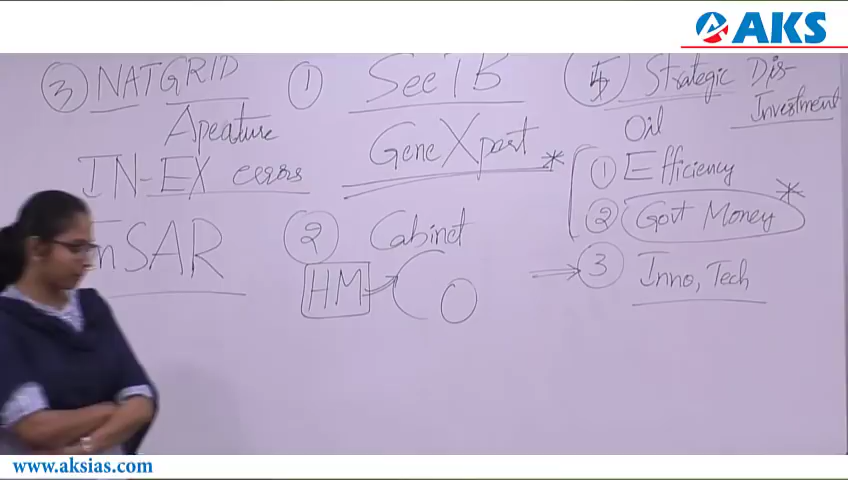 AKS
③ NATGRID
Apeature
IN-EX errors
nSAR
① See TB
GeneXpert *
② Cabinet
HM
④ Strategic Dis-
Investment
Oil
① Efficiency
② Govt Money *
③ Inno, Tech
www.aksias.com